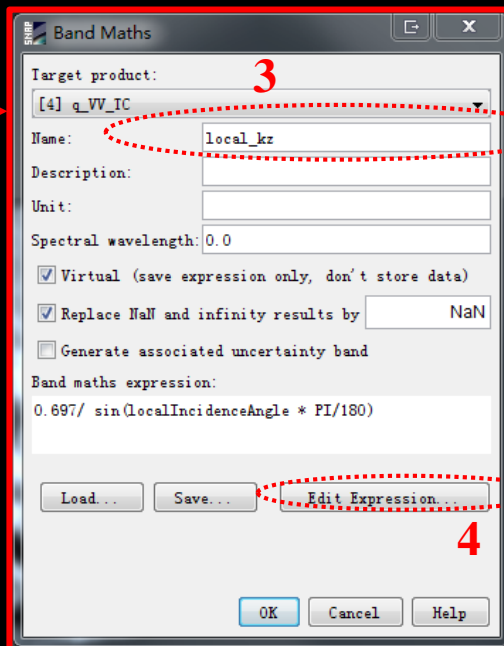 SNAP
Band Maths
Target product:
3
[4] q_VV_TC
Name: local_kz
Description:
Unit:
Spectral wavelength: 0.0
Virtual (save expression only, don't store data)
Replace NaN and infinity results by NaN
Generate associated uncertainty band
Band maths expression:
0.697/ sin(localIncidenceAngle * PI/180)
Load... Save... Edit Expression...
4
OK Cancel Help